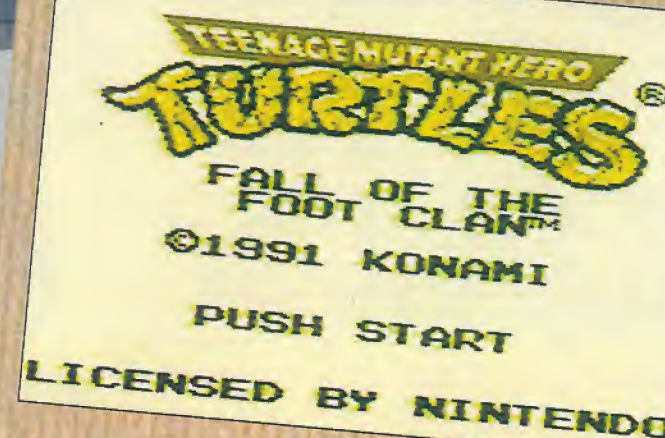 TEENAGE MUTANT HERO
TURTLES®
FALL OF THE
FOOT CLAN™
©1991 KONAMI
PUSH START
LICENSED BY NINTENDO